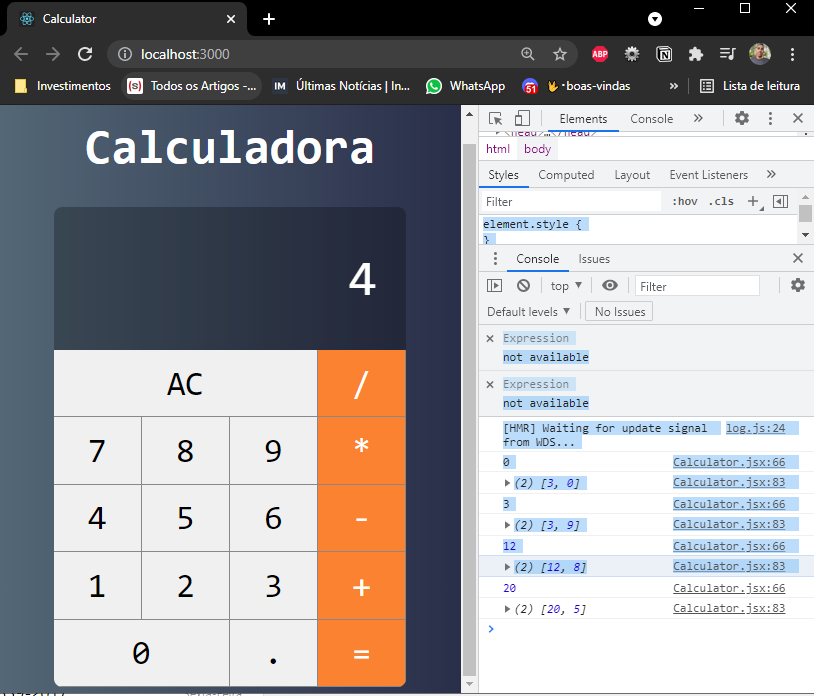 Calculator
localhost:3000
ABP
Investimentos
(s) Todos os Artigos -...
IM Últimas Notícias | In...
WhatsApp
51 boas-vindas
»
Lista de leitura
Calculadora
4
AC /
7 8 9 *
4 5 6 -
1 2 3 +
0 . =
Elements Console »
<head>…</head>
html body
Styles Computed Layout Event Listeners »
Filter :hov .cls +
element.style {
}
Console Issues
top ▼ Filter
Default levels ▼ No Issues
Expression
not available
Expression
not available
[HMR] Waiting for update signal log.js:24
from WDS...
0 Calculator.jsx:66
(2) [3, 0] Calculator.jsx:83
3 Calculator.jsx:66
(2) [3, 9] Calculator.jsx:83
12 Calculator.jsx:66
(2) [12, 8] Calculator.jsx:83
20 Calculator.jsx:66
(2) [20, 5] Calculator.jsx:83
>